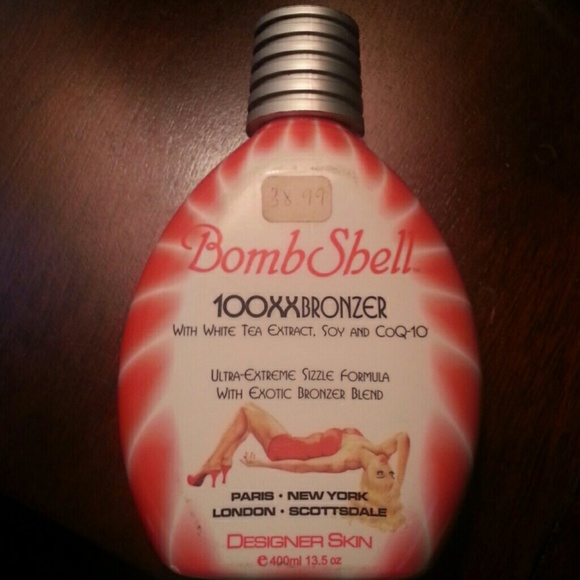 38.99
BombShell™
100XXBRONZER
WITH WHITE TEA EXTRACT, SOY AND COQ-10
ULTRA-EXTREME SIZZLE FORMULA
WITH EXOTIC BRONZER BLEND
PARIS • NEW YORK
LONDON • SCOTTSDALE
DESIGNER SKIN
e 400ml 13.5 oz